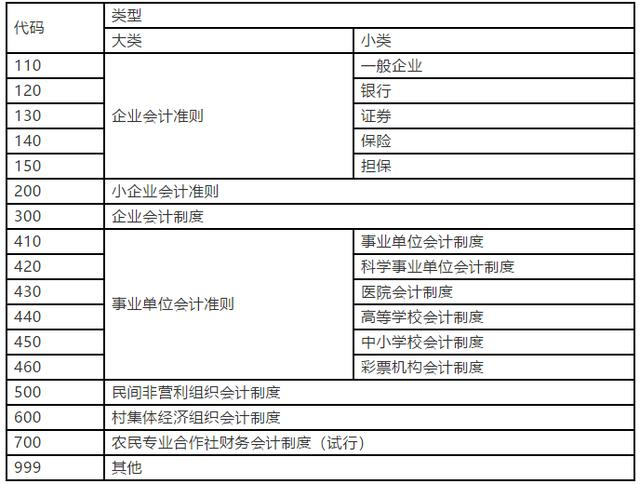 代码
类型
大类 小类
110 企业会计准则 一般企业
120 银行
130 证券
140 保险
150 担保
200 小企业会计准则
300 企业会计制度
410 事业单位会计准则 事业单位会计制度
420 科学事业单位会计制度
430 医院会计制度
440 高等学校会计制度
450 中小学校会计制度
460 彩票机构会计制度
500 民间非营利组织会计制度
600 村集体经济组织会计制度
700 农民专业合作社财务会计制度（试行）
999 其他